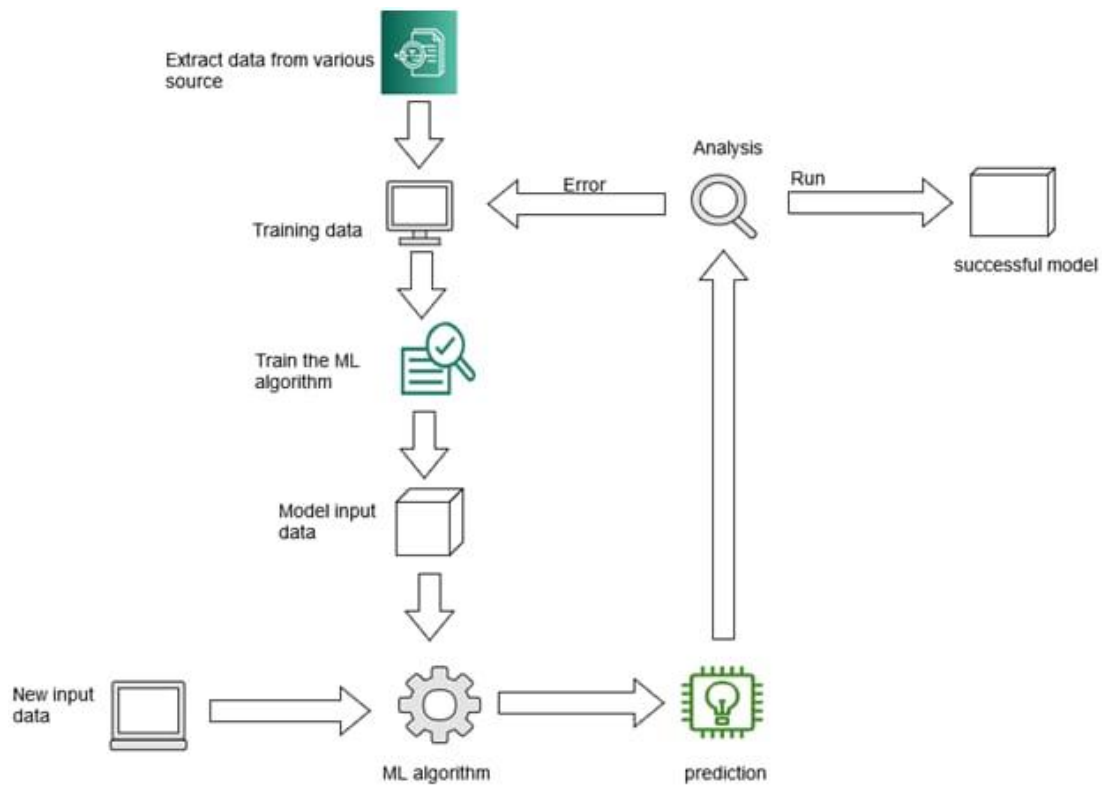 Extract data from various
source
Analysis
Error
Run
Training data
successful model
Train the ML
algorithm
Model input
data
New input
data
ML algorithm
prediction